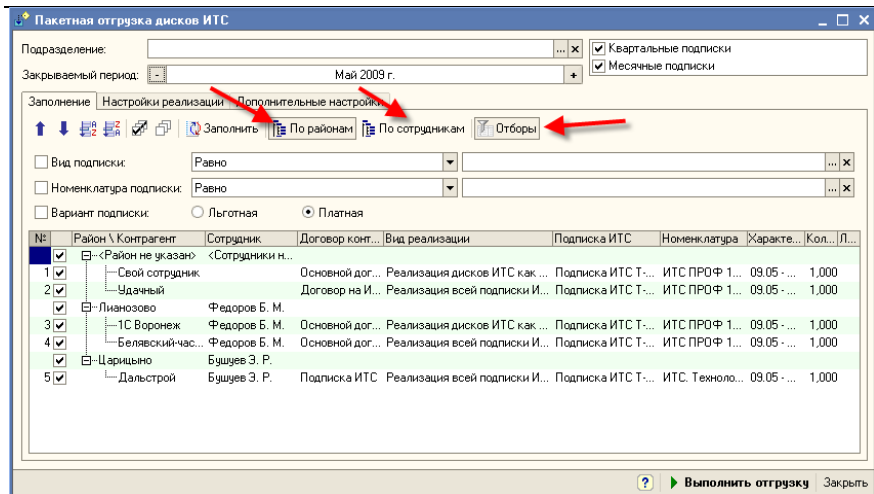 Пакетная отгрузка дисков ИТС
Подразделение: ... x
Квартальные подписки
Месячные подписки
Закрываемый период: - Май 2009 г. +
Заполнение Настройки реализации Дополнительные настройки
Заполнить По районам По сотрудникам Отборы
Вид подписки: Равно ... x
Номенклатура подписки: Равно ... x
Вариант подписки: Льготная Платная
№ Район \ Контрагент Сотрудник Договор конт... Вид реализации Подписка ИТС Номенклатура Характе... Кол... Л...
<Район не указан> <Сотрудники н...
1 Свой сотрудник Основной дог... Реализация дисков ИТС как ... Подписка ИТС Т-... ИТС ПРОФ 1... 09.05 - ... 1,000
2 Удачный Договор на И... Реализация всей подписки И... Подписка ИТС Т-... ИТС ПРОФ 1... 09.05 - ... 1,000
Лианозово Федоров Б. М.
3 1С Воронеж Федоров Б. М. Основной дог... Реализация дисков ИТС как ... Подписка ИТС Т-... ИТС ПРОФ 1... 09.05 - ... 1,000
4 Белявский-час... Федоров Б. М. Основной дог... Реализация всей подписки И... Подписка ИТС Т-... ИТС ПРОФ 1... 09.05 - ... 1,000
Царицыно Бушуев Э. Р.
5 Дальстрой Бушуев Э. Р. Подписка ИТС Реализация всей подписки И... Подписка ИТС Т-... ИТС. Техноло... 09.05 - ... 1,000
? Выполнить отгрузку Закрыть